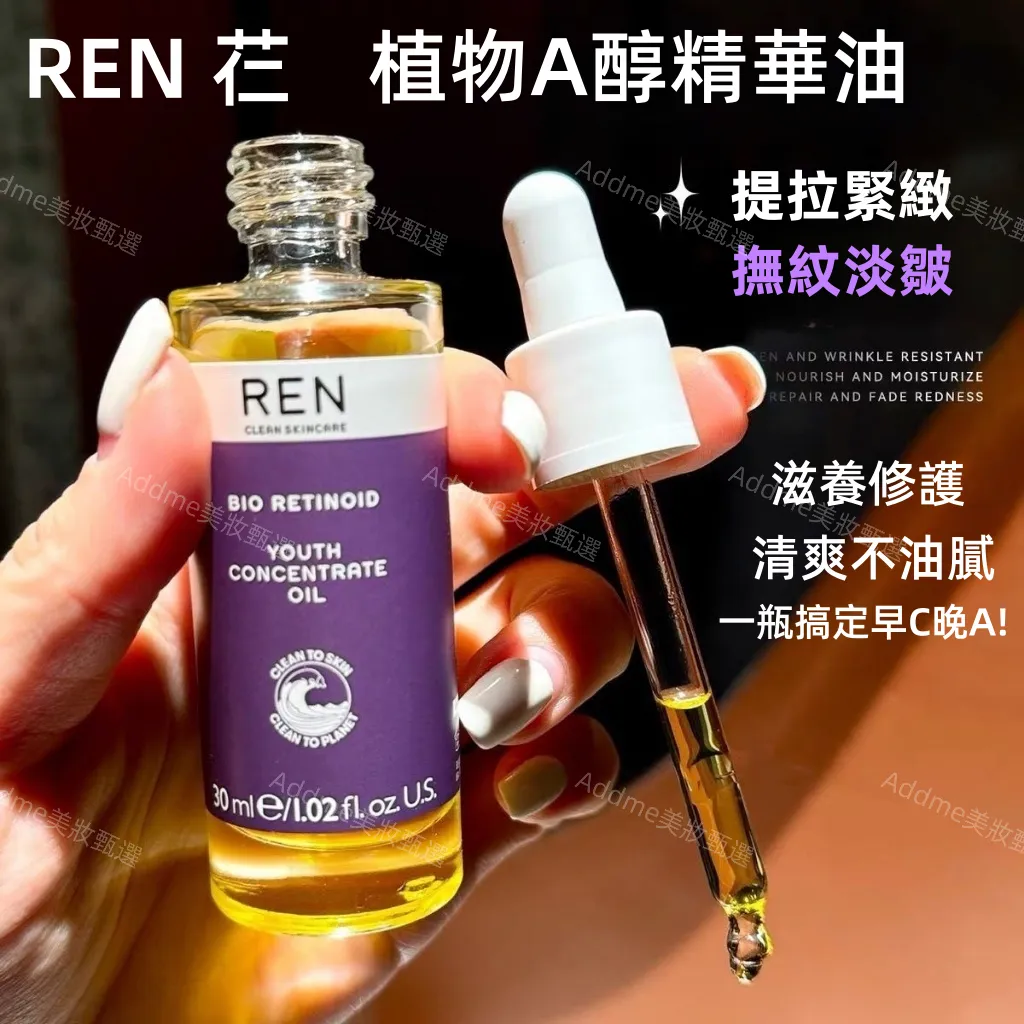 REN 荏 植物A醇精華油
提拉緊緻
撫紋淡皺
EN AND WRINKLE RESISTANT
NOURISH AND MOISTURIZE
REPAIR AND FADE REDNESS
滋養修護
清爽不油膩
一瓶搞定早C晚A!
REN
CLEAN SKINCARE
BIO RETINOID
YOUTH
CONCENTRATE
OIL
CLEAN TO SKIN
CLEAN TO PLANET
30 ml e/1.02 fl. oz. U.S.
Addme美妝甄選